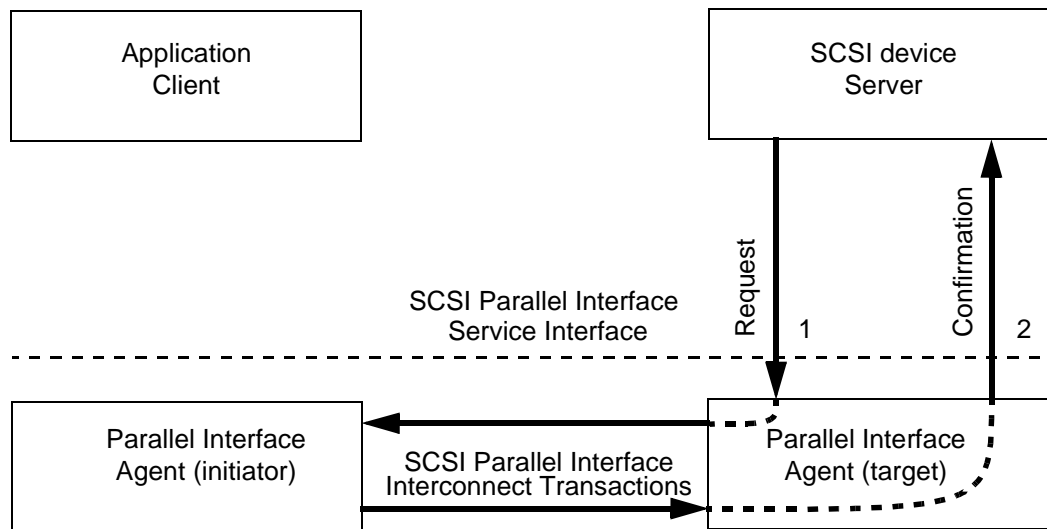 Application
Client
SCSI device
Server
Request
1
Confirmation
2
SCSI Parallel Interface
Service Interface
Parallel Interface
Agent (initiator)
SCSI Parallel Interface
Interconnect Transactions
Parallel Interface
Agent (target)